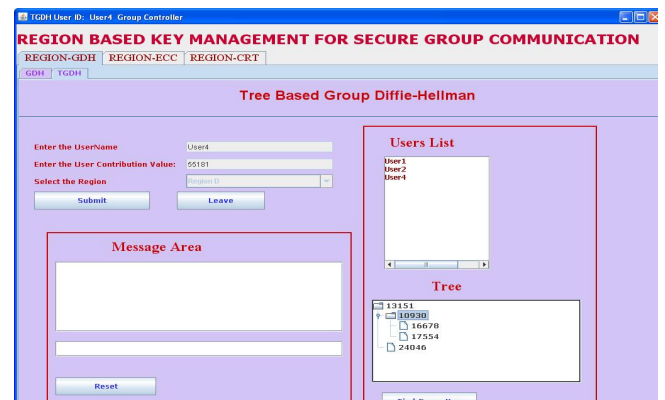 TGDH User ID: User4 Group Controller
REGION BASED KEY MANAGEMENT FOR SECURE GROUP COMMUNICATION
REGION-GDH REGION-ECC REGION-CRT
GDH TGDH
Tree Based Group Diffie-Hellman
Enter the UserName User4
Enter the User Contribution Value: 55181
Select the Region Region D
Submit Leave
Users List
User1
User2
User4
Message Area
Reset
Tree
13151
10930
16678
17554
24046